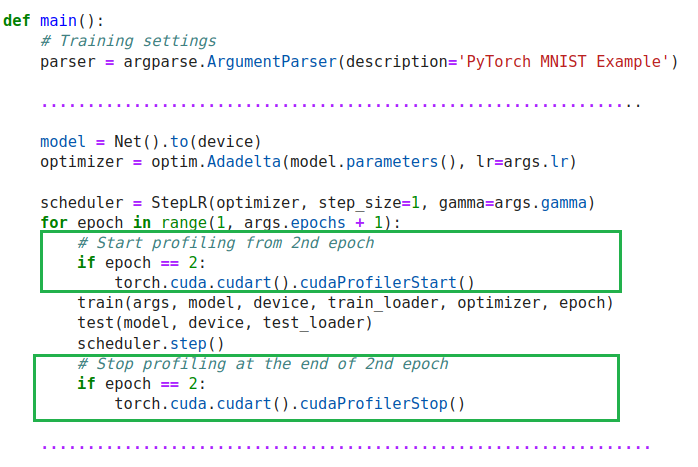 def main():
    # Training settings
    parser = argparse.ArgumentParser(description='PyTorch MNIST Example')
    .................................................................
    model = Net().to(device)
    optimizer = optim.Adadelta(model.parameters(), lr=args.lr)
    scheduler = StepLR(optimizer, step_size=1, gamma=args.gamma)
    for epoch in range(1, args.epochs + 1):
        # Start profiling from 2nd epoch
        if epoch == 2:
            torch.cuda.cudart().cudaProfilerStart()
        train(args, model, device, train_loader, optimizer, epoch)
        test(model, device, test_loader)
        scheduler.step()
        # Stop profiling at the end of 2nd epoch
        if epoch == 2:
            torch.cuda.cudart().cudaProfilerStop()
    ..................................................................